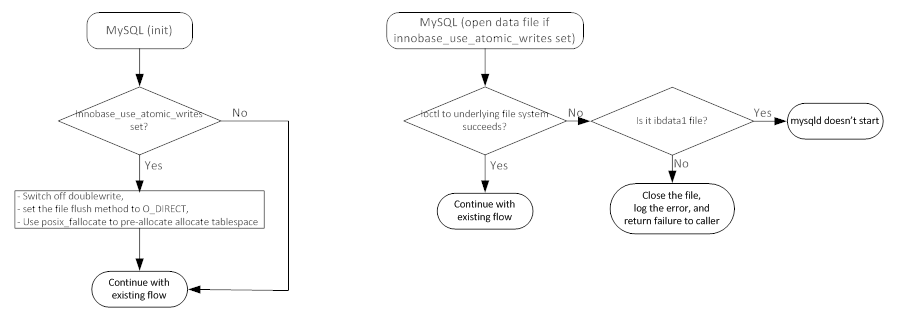 MySQL (init)
innobase_use_atomic_writes
set?
No
Yes
- Switch off doublewrite,
- set the file flush method to O_DIRECT,
- Use posix_fallocate to pre-allocate allocate tablespace
Continue with
existing flow
MySQL (open data file if
innobase_use_atomic_writes set)
ioctl to underlying file system
succeeds?
No
Yes
Continue with
existing flow
Is it ibdata1 file?
Yes
mysqld doesn't start
No
Close the file,
log the error, and
return failure to caller